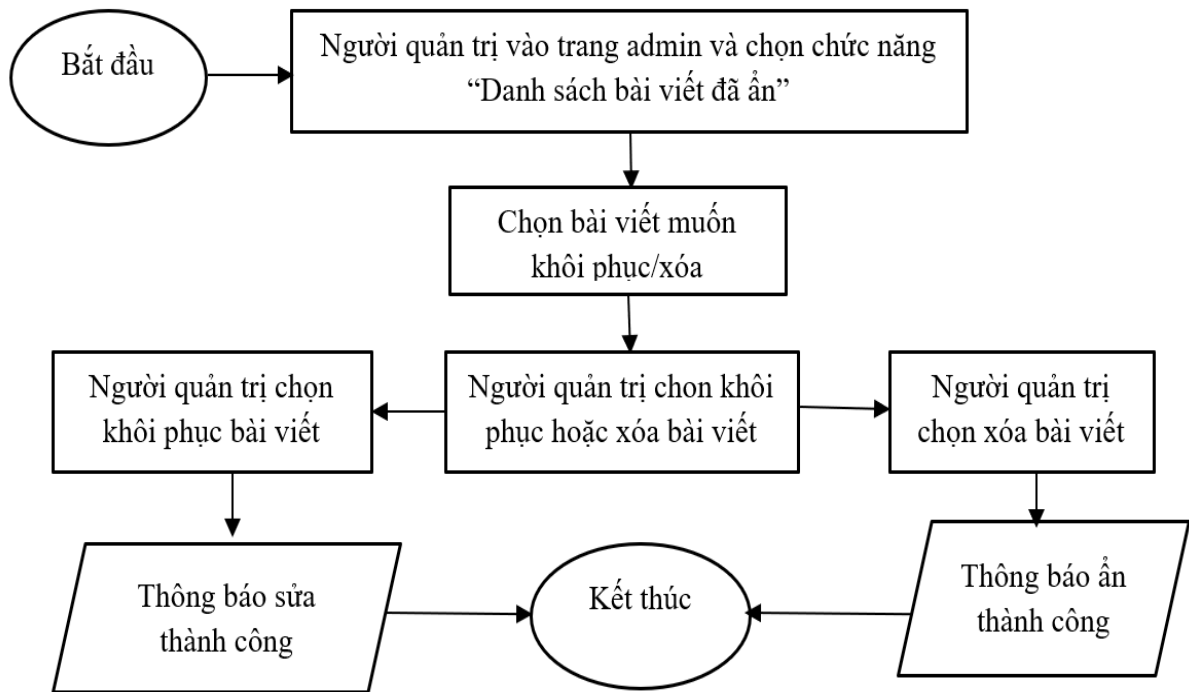 Bắt đầu
Người quản trị vào trang admin và chọn chức năng
“Danh sách bài viết đã ẩn”
Chọn bài viết muốn
khôi phục/xóa
Người quản trị chọn
khôi phục bài viết
Người quản trị chon khôi
phục hoặc xóa bài viết
Người quản trị
chọn xóa bài viết
Thông báo sửa
thành công
Kết thúc
Thông báo ẩn
thành công